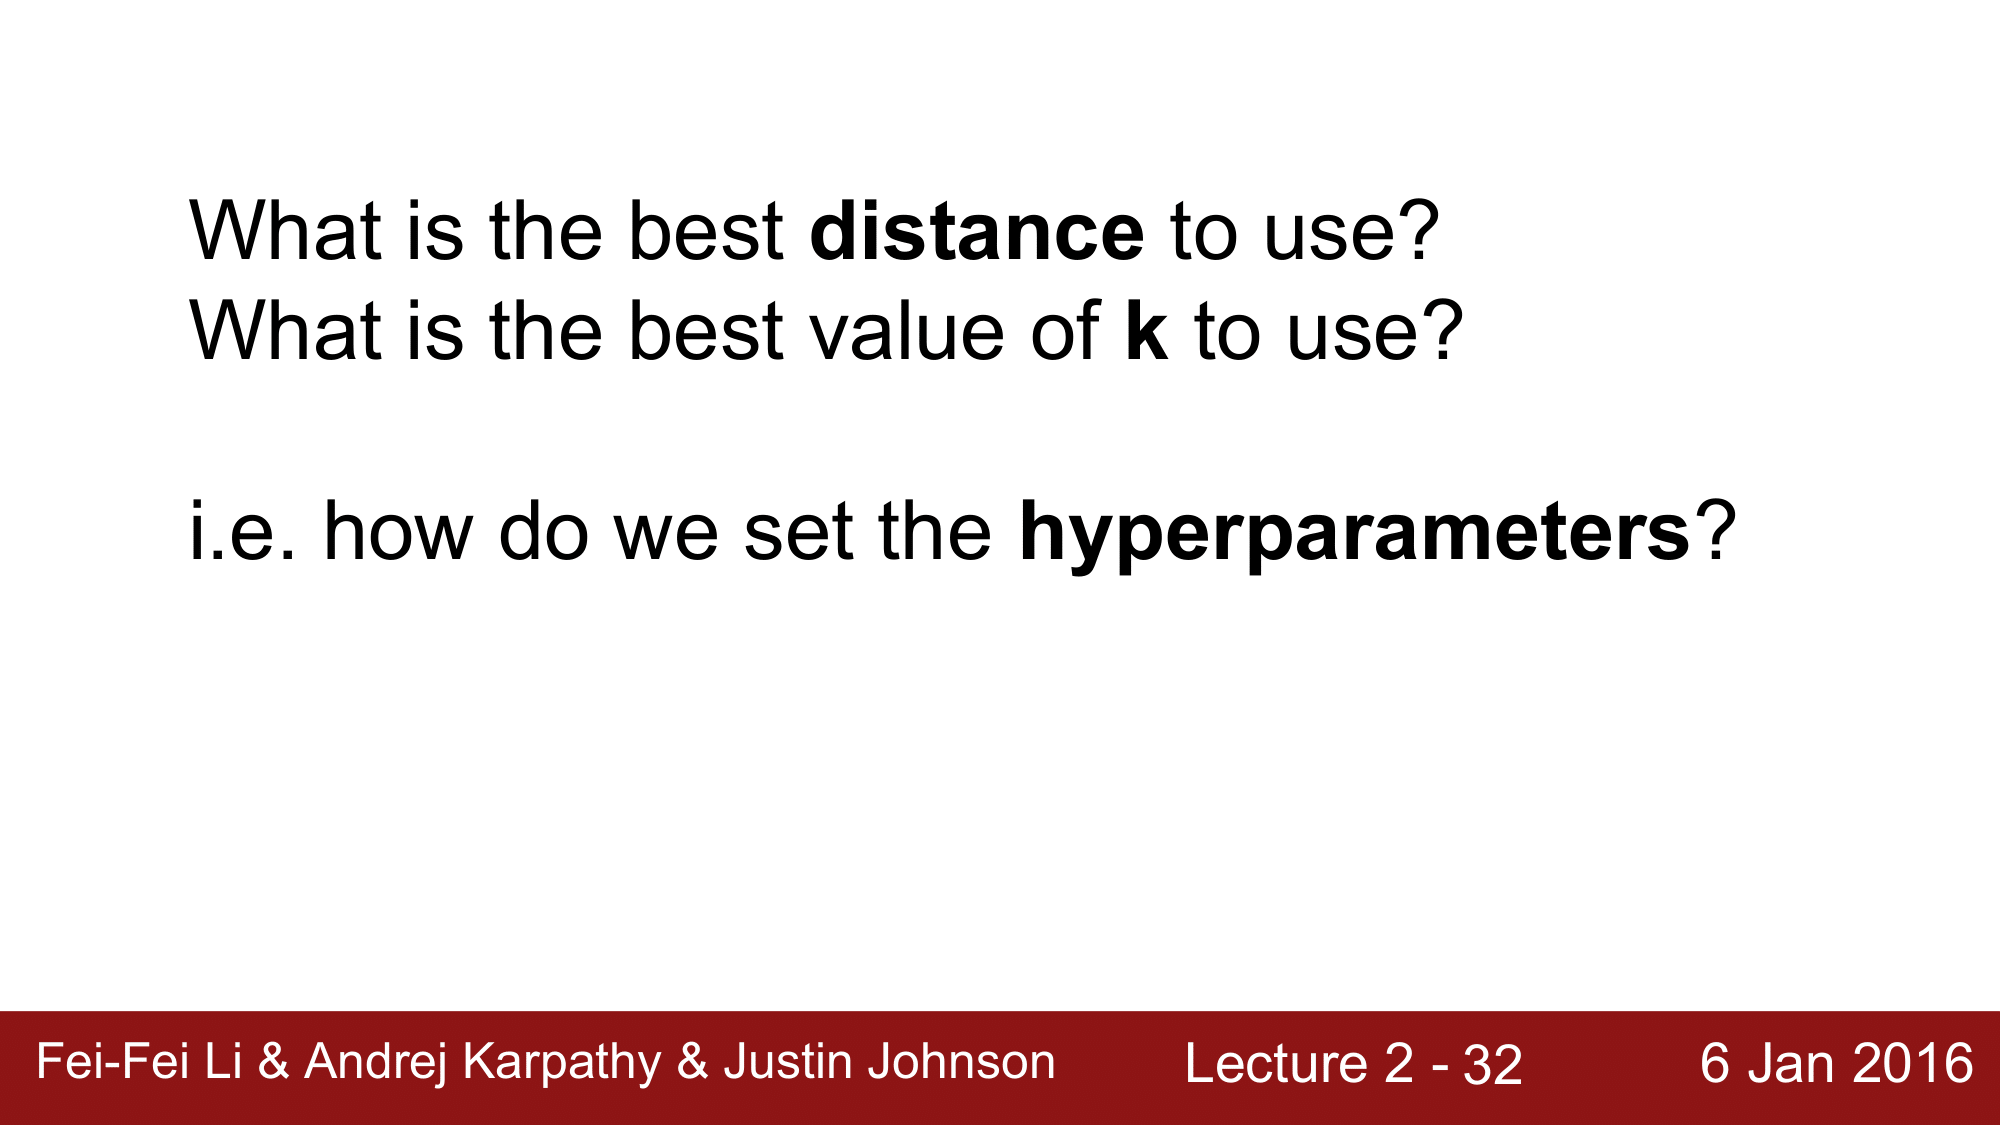 What is the best distance to use?
What is the best value of k to use?
i.e. how do we set the hyperparameters?
Fei-Fei Li & Andrej Karpathy & Justin Johnson
Lecture 2 - 32
6 Jan 2016